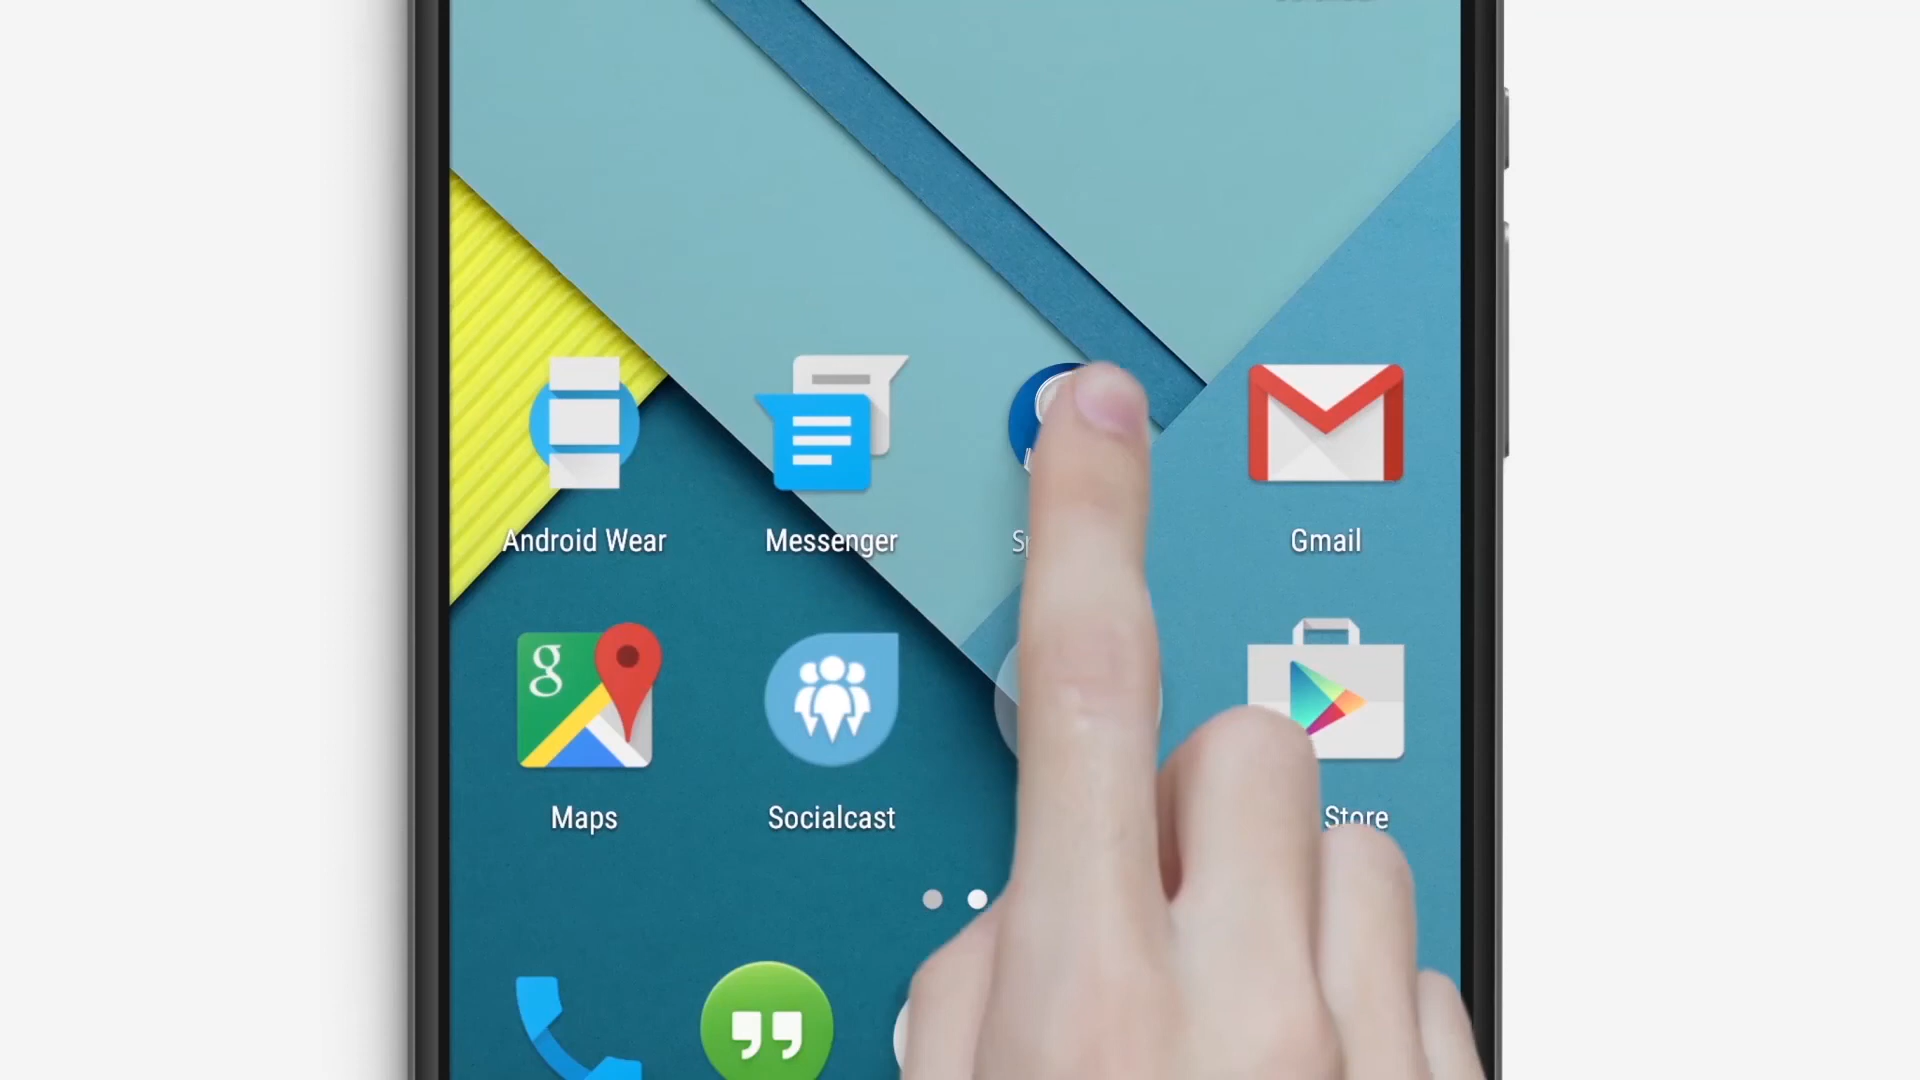 Android Wear
Messenger
Gmail
g
Maps
Socialcast
Store